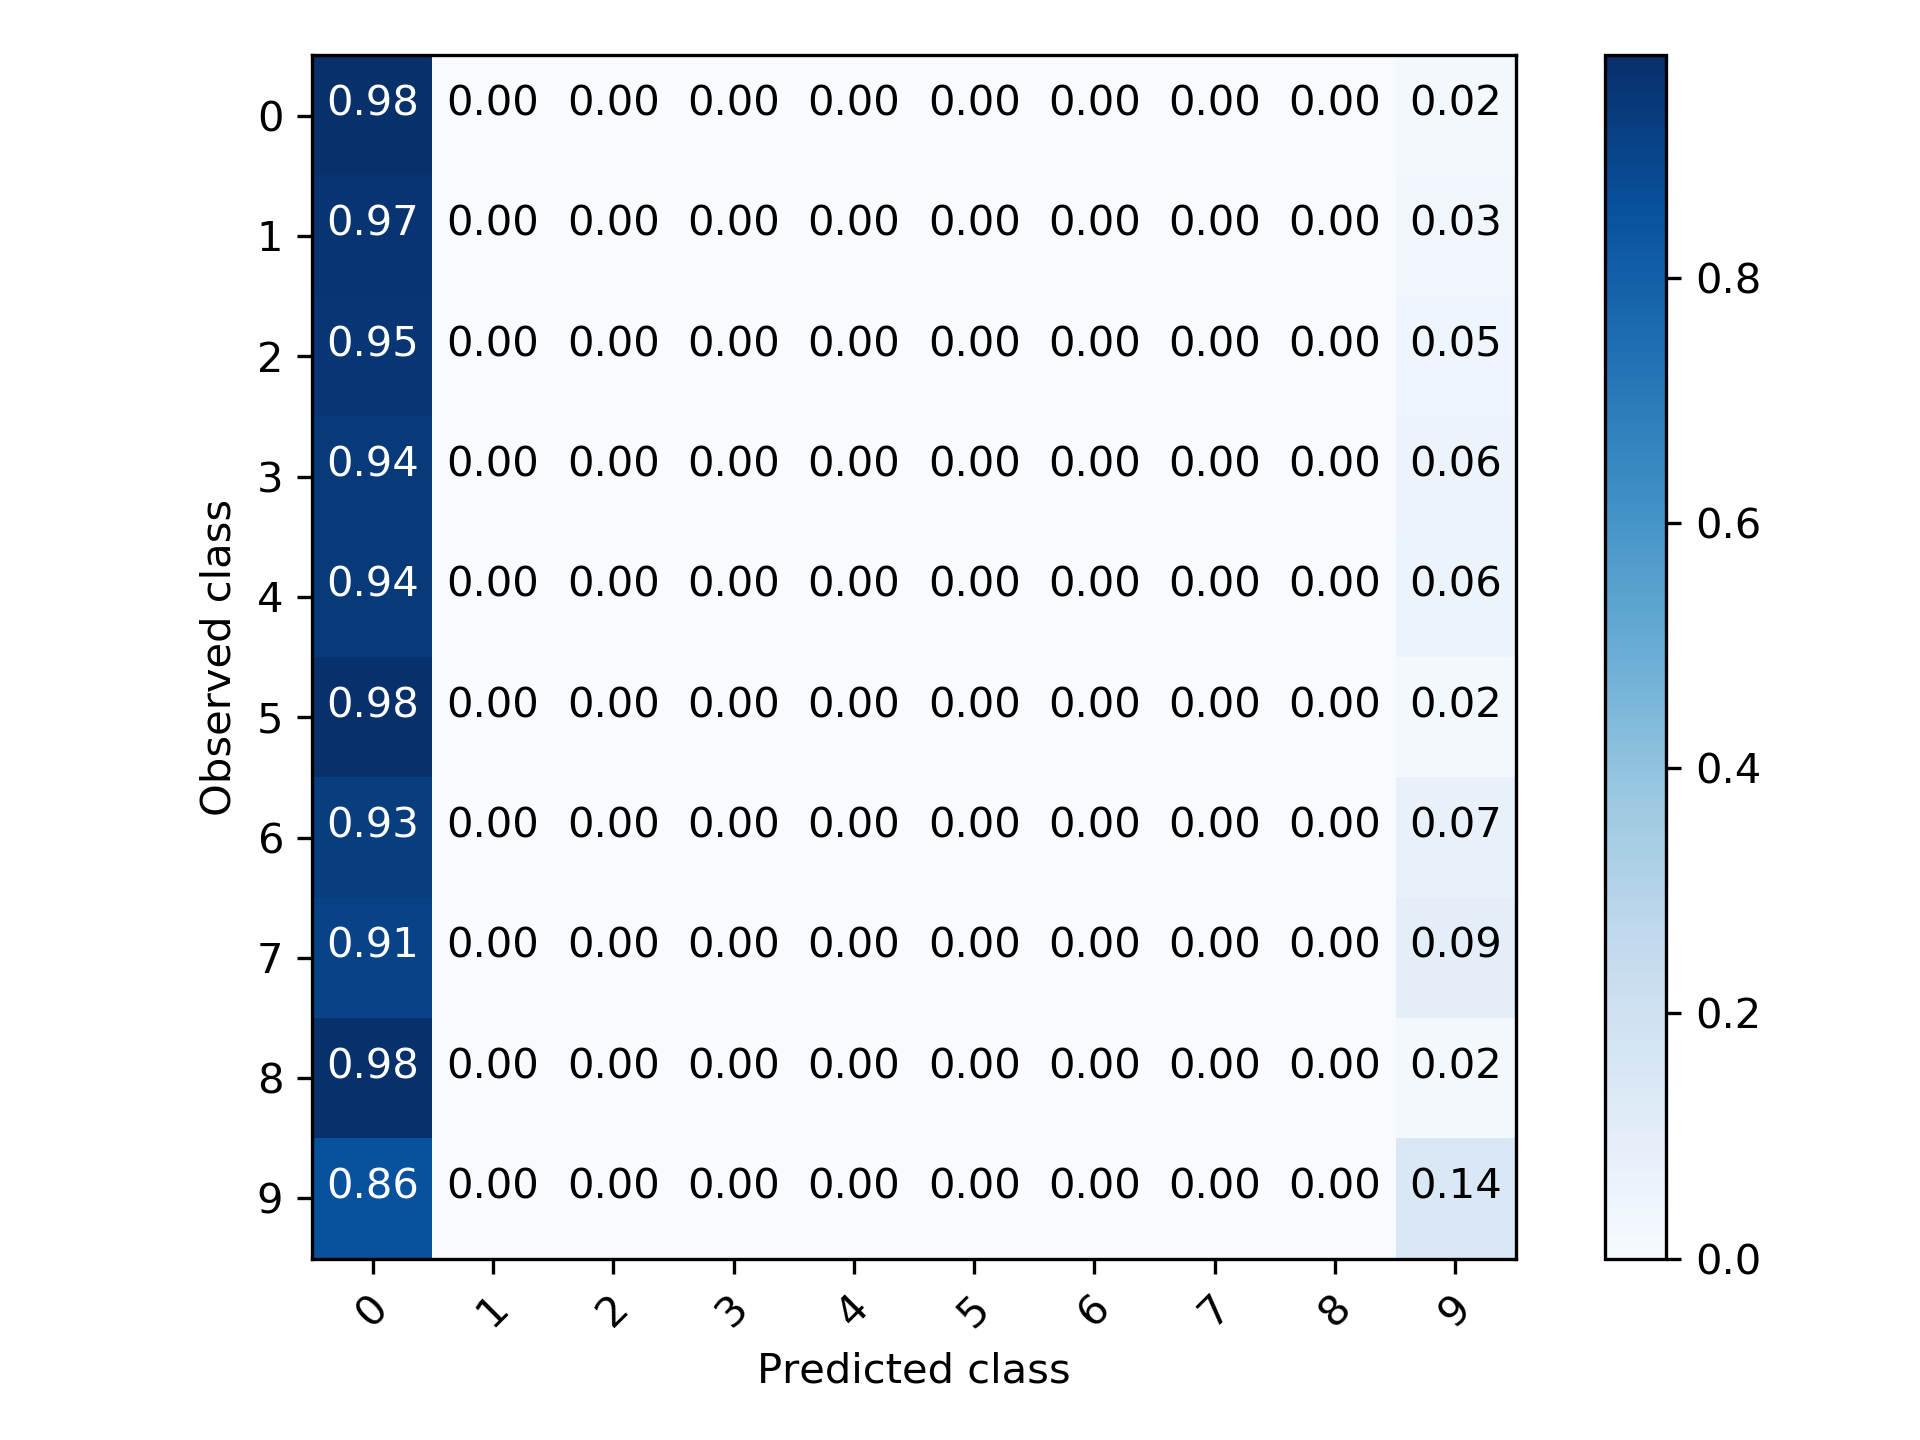 0 0.98 0.00 0.00 0.00 0.00 0.00 0.00 0.00 0.00 0.02
1 0.97 0.00 0.00 0.00 0.00 0.00 0.00 0.00 0.00 0.03
2 0.95 0.00 0.00 0.00 0.00 0.00 0.00 0.00 0.00 0.05
3 0.94 0.00 0.00 0.00 0.00 0.00 0.00 0.00 0.00 0.06
4 0.94 0.00 0.00 0.00 0.00 0.00 0.00 0.00 0.00 0.06
5 0.98 0.00 0.00 0.00 0.00 0.00 0.00 0.00 0.00 0.02
6 0.93 0.00 0.00 0.00 0.00 0.00 0.00 0.00 0.00 0.07
7 0.91 0.00 0.00 0.00 0.00 0.00 0.00 0.00 0.00 0.09
8 0.98 0.00 0.00 0.00 0.00 0.00 0.00 0.00 0.00 0.02
9 0.86 0.00 0.00 0.00 0.00 0.00 0.00 0.00 0.00 0.14
0 1 2 3 4 5 6 7 8 9
Predicted class
Observed class
0.8
0.6
0.4
0.2
0.0